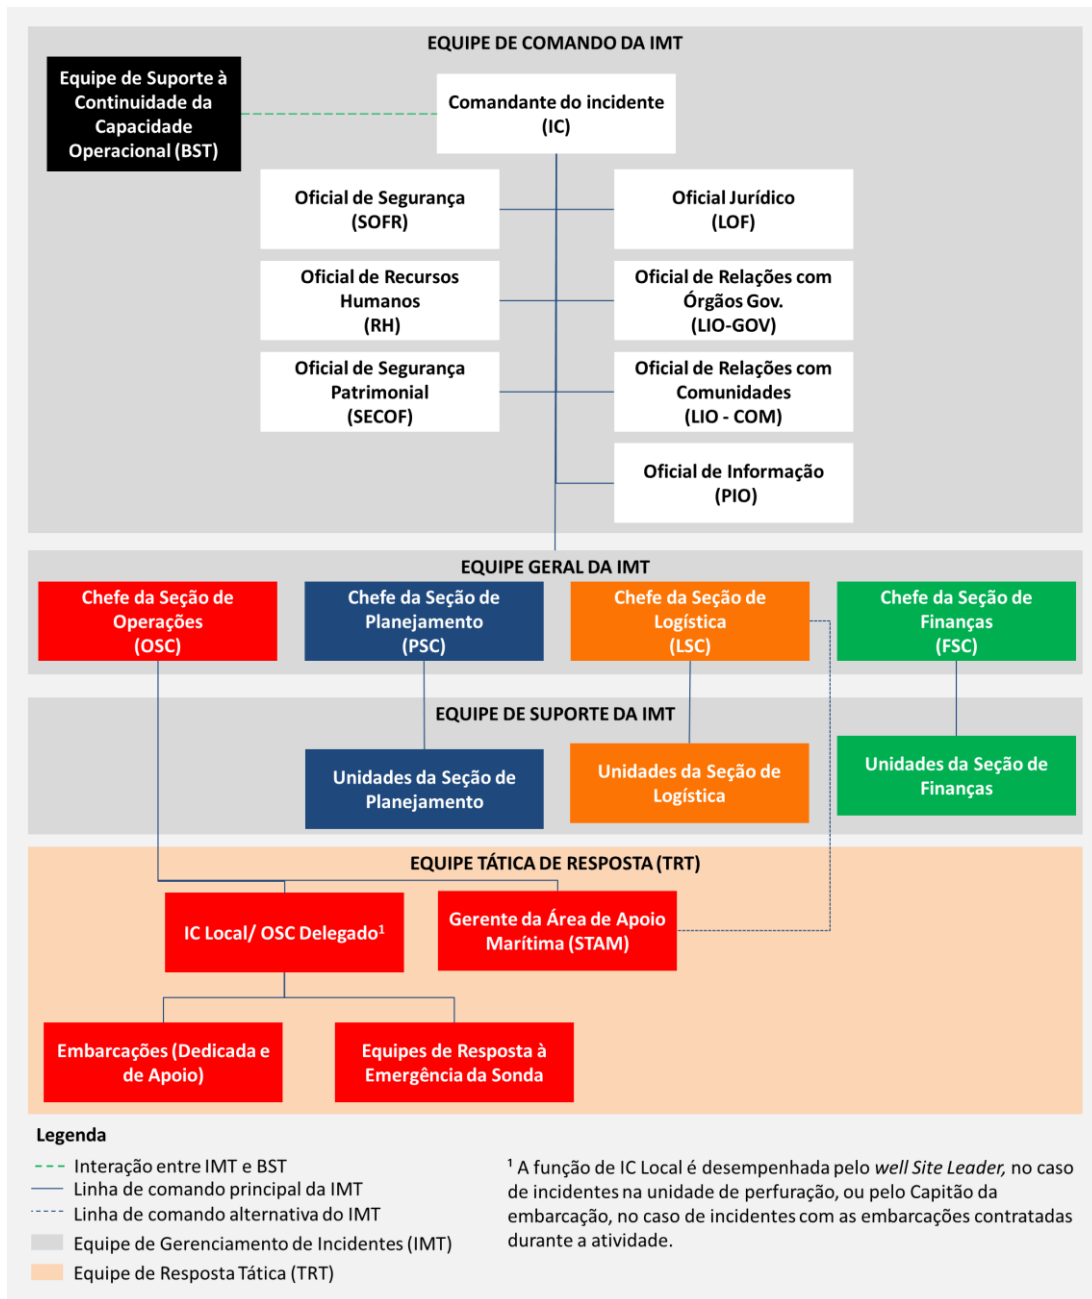 EQUIPE DE COMANDO DA IMT
Equipe de Suporte à
Continuidade da
Capacidade
Operacional (BST)
Comandante do incidente
(IC)
Oficial de Segurança
(SOFR)
Oficial Jurídico
(LOF)
Oficial de Recursos
Humanos
(RH)
Oficial de Relações com
Órgãos Gov.
(LIO-GOV)
Oficial de Segurança
Patrimonial
(SECOF)
Oficial de Relações com
Comunidades
(LIO - COM)
Oficial de Informação
(PIO)
EQUIPE GERAL DA IMT
Chefe da Seção de
Operações
(OSC)
Chefe da Seção de
Planejamento
(PSC)
Chefe da Seção de
Logística
(LSC)
Chefe da Seção de
Finanças
(FSC)
EQUIPE DE SUPORTE DA IMT
Unidades da Seção de
Planejamento
Unidades da Seção de
Logística
Unidades da Seção de
Finanças
EQUIPE TÁTICA DE RESPOSTA (TRT)
IC Local/ OSC Delegado¹
Gerente da Área de Apoio
Marítima (STAM)
Embarcações (Dedicada e
de Apoio)
Equipes de Resposta à
Emergência da Sonda
Legenda
Interação entre IMT e BST
Linha de comando principal da IMT
Linha de comando alternativa do IMT
Equipe de Gerenciamento de Incidentes (IMT)
Equipe de Resposta Tática (TRT)
¹ A função de IC Local é desempenhada pelo well Site Leader, no caso
de incidentes na unidade de perfuração, ou pelo Capitão da
embarcação, no caso de incidentes com as embarcações contratadas
durante a atividade.